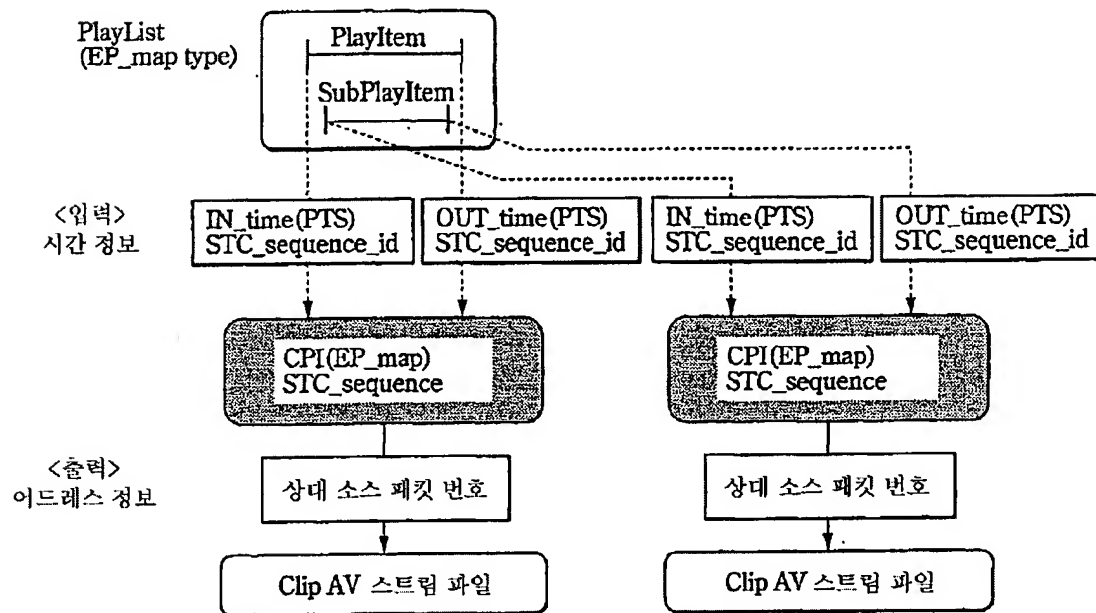 PlayList
(EP_map type)
PlayItem
SubPlayItem
<입력>
시간 정보
IN_time(PTS)
STC_sequence_id
OUT_time(PTS)
STC_sequence_id
IN_time(PTS)
STC_sequence_id
OUT_time(PTS)
STC_sequence_id
CPI(EP_map)
STC_sequence
CPI(EP_map)
STC_sequence
<출력>
어드레스 정보
상대 소스 패킷 번호
상대 소스 패킷 번호
Clip AV 스트림 파일
Clip AV 스트림 파일